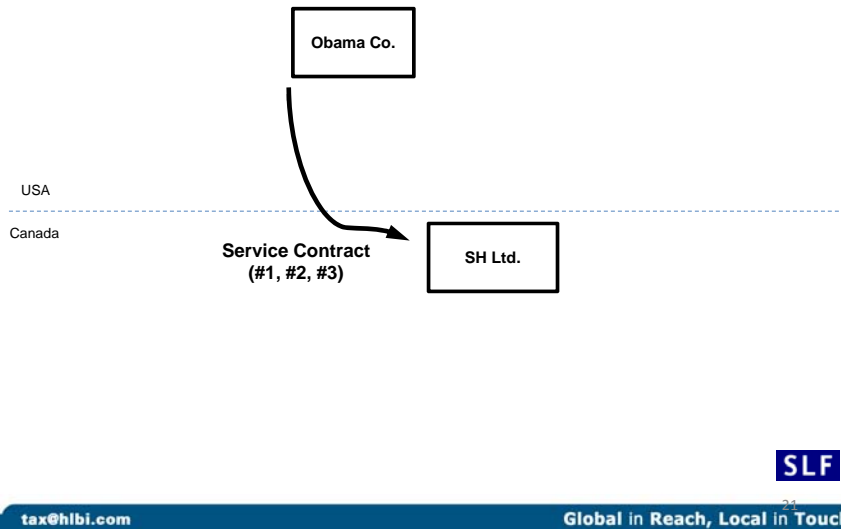 Obama Co.
USA
Canada
Service Contract
(#1, #2, #3)
SH Ltd.
SLF
21
tax@hlbi.com
Global in Reach, Local in Touch